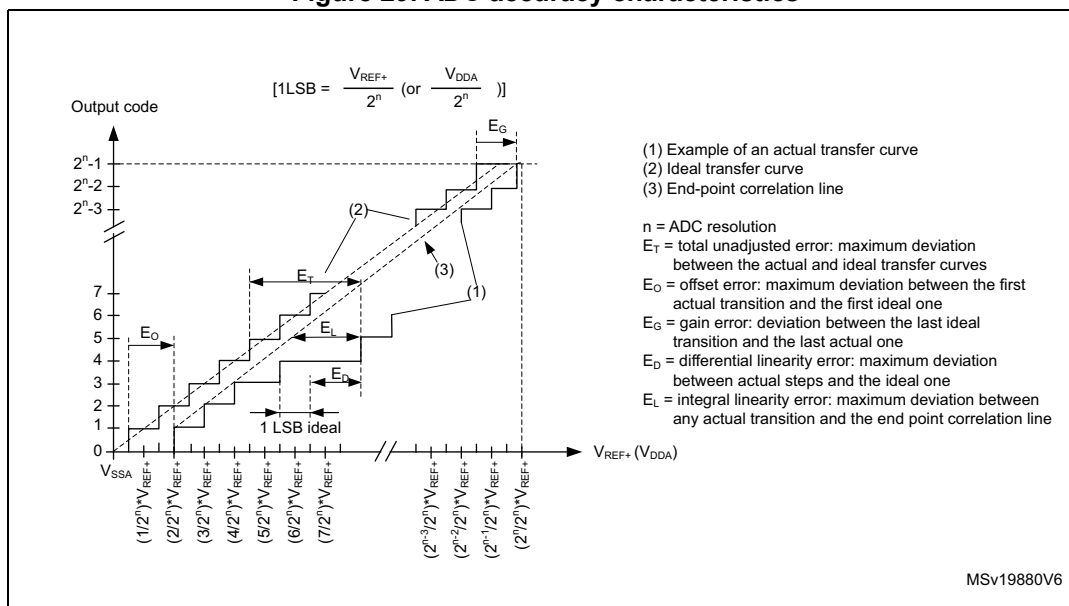 [1LSB = V_REF+ / 2^n (or V_DDA / 2^n )]
Output code
E_G
2^n-1
2^n-2
2^n-3
7
6
5
4
3
2
1
0
(2)
(3)
(1)
E_T
E_O
E_L
E_D
1 LSB ideal
V_SSA
(1/2^n)*V_REF+
(2/2^n)*V_REF+
(3/2^n)*V_REF+
(4/2^n)*V_REF+
(5/2^n)*V_REF+
(6/2^n)*V_REF+
(7/2^n)*V_REF+
(2^n-3/2^n)*V_REF+
(2^n-2/2^n)*V_REF+
(2^n-1/2^n)*V_REF+
(2^n/2^n)*V_REF+
V_REF+ (V_DDA)
(1) Example of an actual transfer curve
(2) Ideal transfer curve
(3) End-point correlation line
n = ADC resolution
E_T = total unadjusted error: maximum deviation
between the actual and ideal transfer curves
E_O = offset error: maximum deviation between the first
actual transition and the first ideal one
E_G = gain error: deviation between the last ideal
transition and the last actual one
E_D = differential linearity error: maximum deviation
between actual steps and the ideal one
E_L = integral linearity error: maximum deviation between
any actual transition and the end point correlation line
MSv19880V6